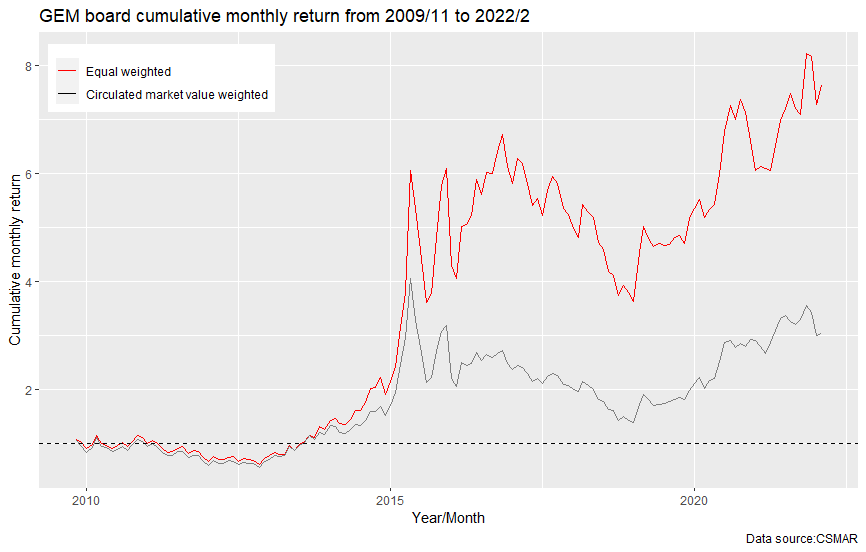 GEM board cumulative monthly return from 2009/11 to 2022/2
Equal weighted
Circulated market value weighted
Cumulative monthly return
8
6
4
2
2010
2015
2020
Year/Month
Data source:CSMAR